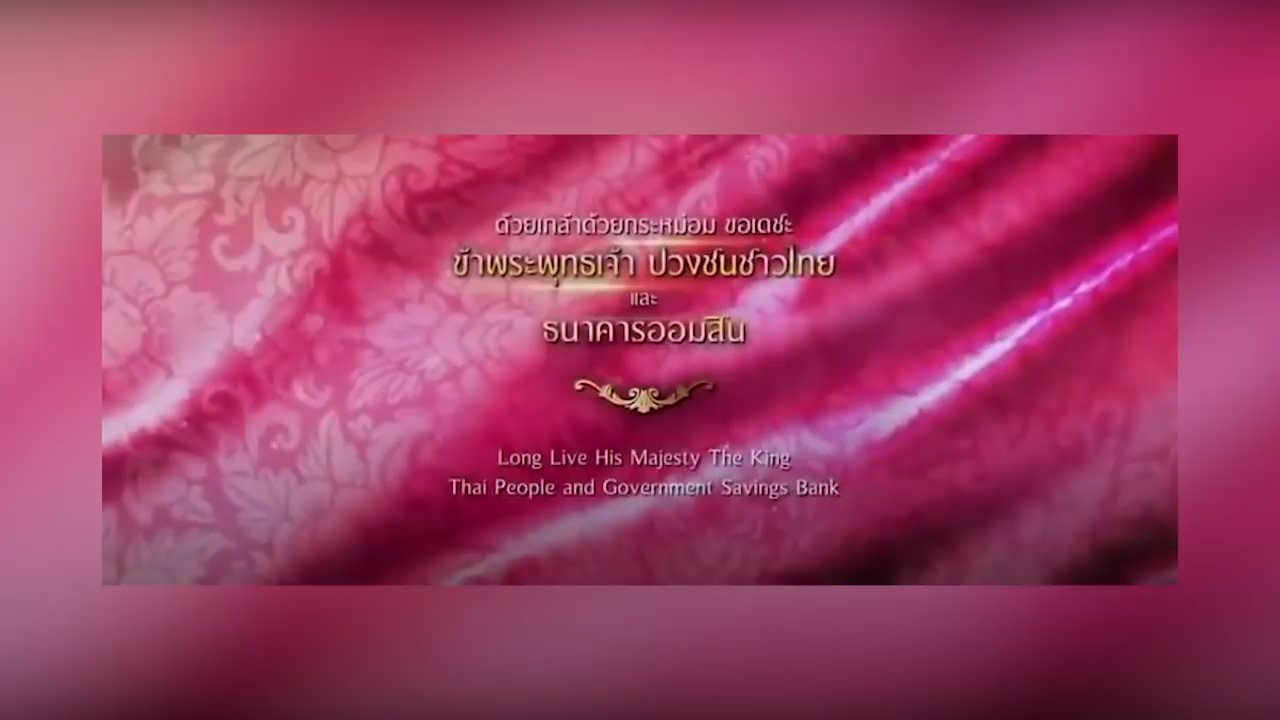 ด้วยเกล้าด้วยกระหม่อม ขอเดชะ
ข้าพระพุทธเจ้า ปวงชนชาวไทย
และ
ธนาคารออมสิน
Long Live His Majesty The King
Thai People and Government Savings Bank